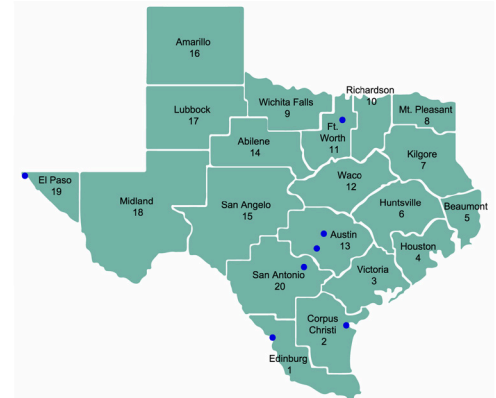 Amarillo
16
Lubbock
17
Wichita Falls
9
Richardson
10
Mt. Pleasant
8
Ft.
Worth
11
Abilene
14
Kilgore
7
Waco
12
El Paso
19
Midland
18
San Angelo
15
Huntsville
6
Beaumont
5
Austin
13
Houston
4
San Antonio
20
Victoria
3
Corpus
Christi
2
Edinburg
1